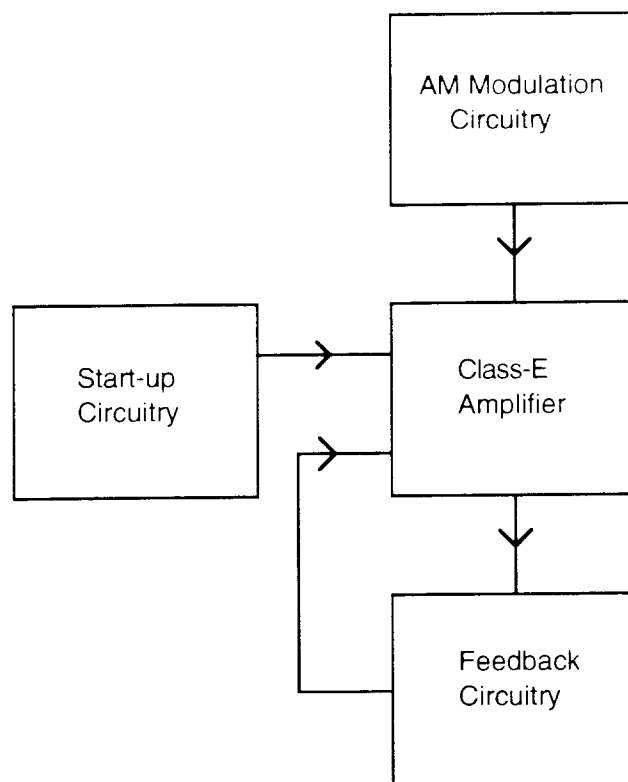 AM Modulation
Circuitry
Start-up
Circuitry
Class-E
Amplifier
Feedback
Circuitry